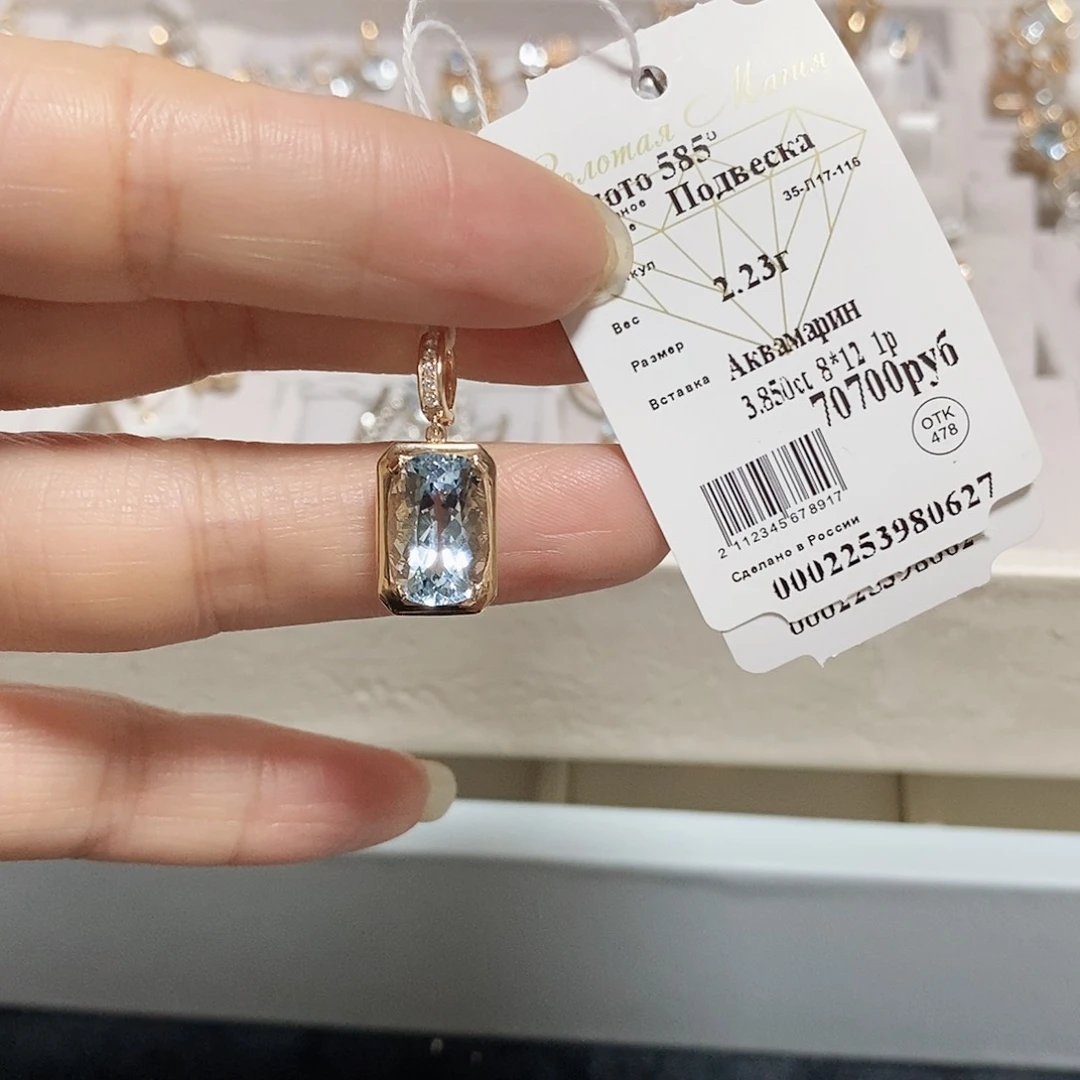 Золотая Магия
585°
Подвеска
35-Л17-116
Вес 2.23г
Размер
Вставка Аквамарин
3.850ct 8*12 1р
70700руб
ОТК
478
2 112345 678917
Сделано в России
0002253980627